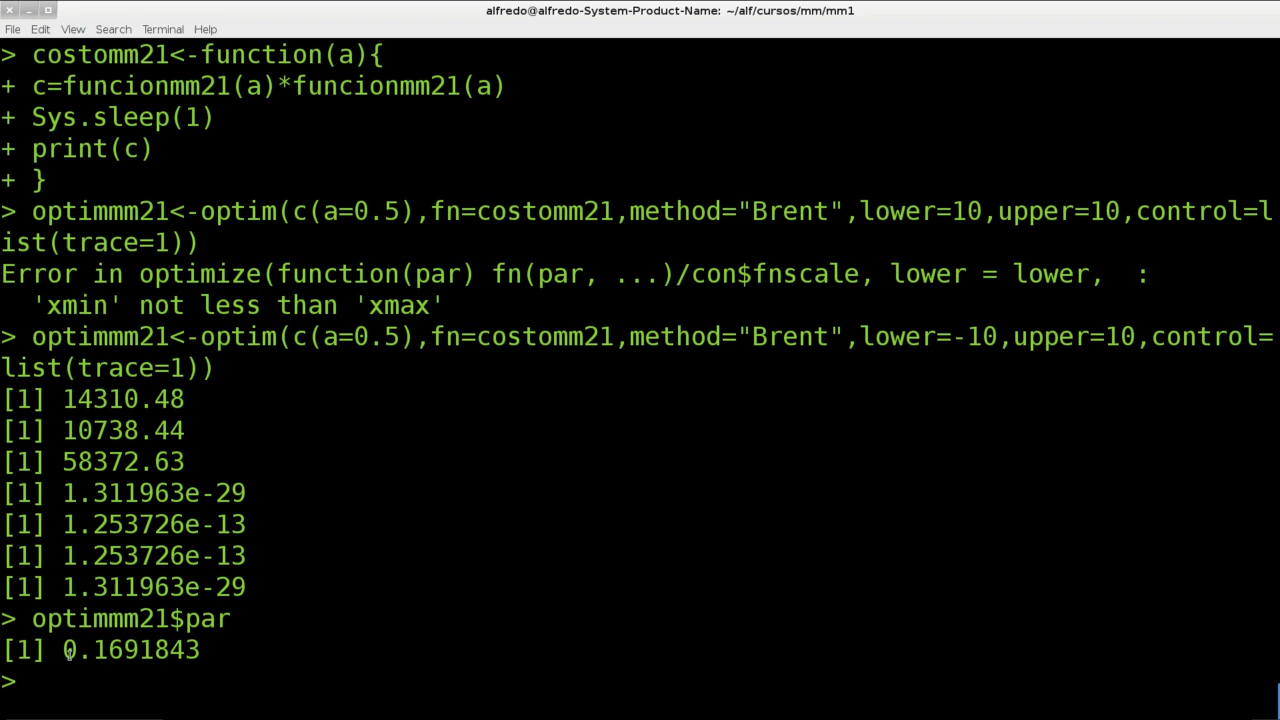 alfredo@alfredo-System-Product-Name: ~/alf/cursos/mm/mm1
File Edit View Search Terminal Help
> costomm21<-function(a){
+ c=funcionmm21(a)*funcionmm21(a)
+ Sys.sleep(1)
+ print(c)
+ }
> optimmm21<-optim(c(a=0.5),fn=costomm21,method="Brent",lower=10,upper=10,control=l
ist(trace=1))
Error in optimize(function(par) fn(par, ...)/con$fnscale, lower = lower,  :
  'xmin' not less than 'xmax'
> optimmm21<-optim(c(a=0.5),fn=costomm21,method="Brent",lower=-10,upper=10,control=
list(trace=1))
[1] 14310.48
[1] 10738.44
[1] 58372.63
[1] 1.311963e-29
[1] 1.253726e-13
[1] 1.253726e-13
[1] 1.311963e-29
> optimmm21$par
[1] 0.1691843
>